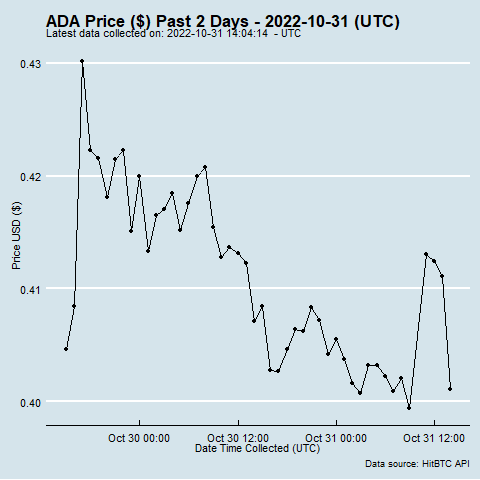 ADA Price ($) Past 2 Days - 2022-10-31 (UTC)
Latest data collected on: 2022-10-31 14:04:14  - UTC
0.43
0.42
0.41
0.40
Price USD ($)
Oct 30 00:00
Oct 30 12:00
Oct 31 00:00
Oct 31 12:00
Date Time Collected (UTC)
Data source: HitBTC API